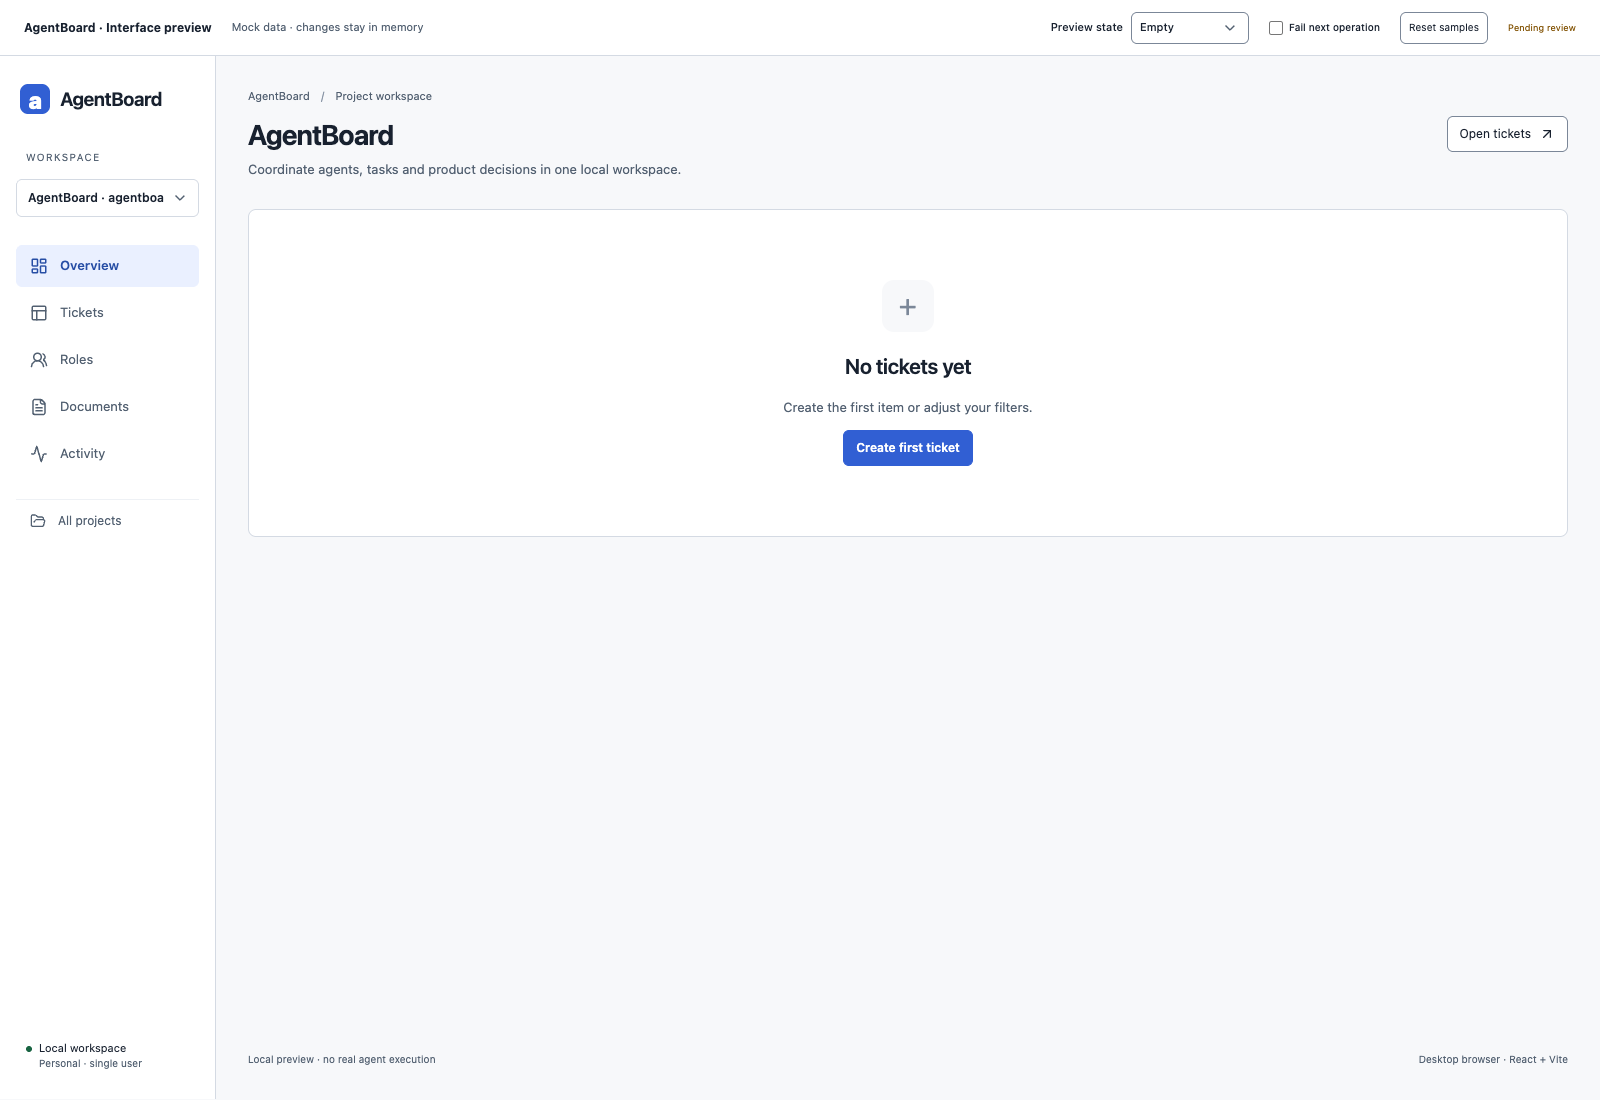 AgentBoard · Interface preview
Mock data · changes stay in memory
Preview state
Empty
Fail next operation
Reset samples
Pending review
a
AgentBoard
WORKSPACE
AgentBoard · agentboa
Overview
Tickets
Roles
Documents
Activity
All projects
Local workspace
Personal · single user
AgentBoard / Project workspace
AgentBoard
Coordinate agents, tasks and product decisions in one local workspace.
Open tickets
No tickets yet
Create the first item or adjust your filters.
Create first ticket
Local preview · no real agent execution
Desktop browser · React + Vite